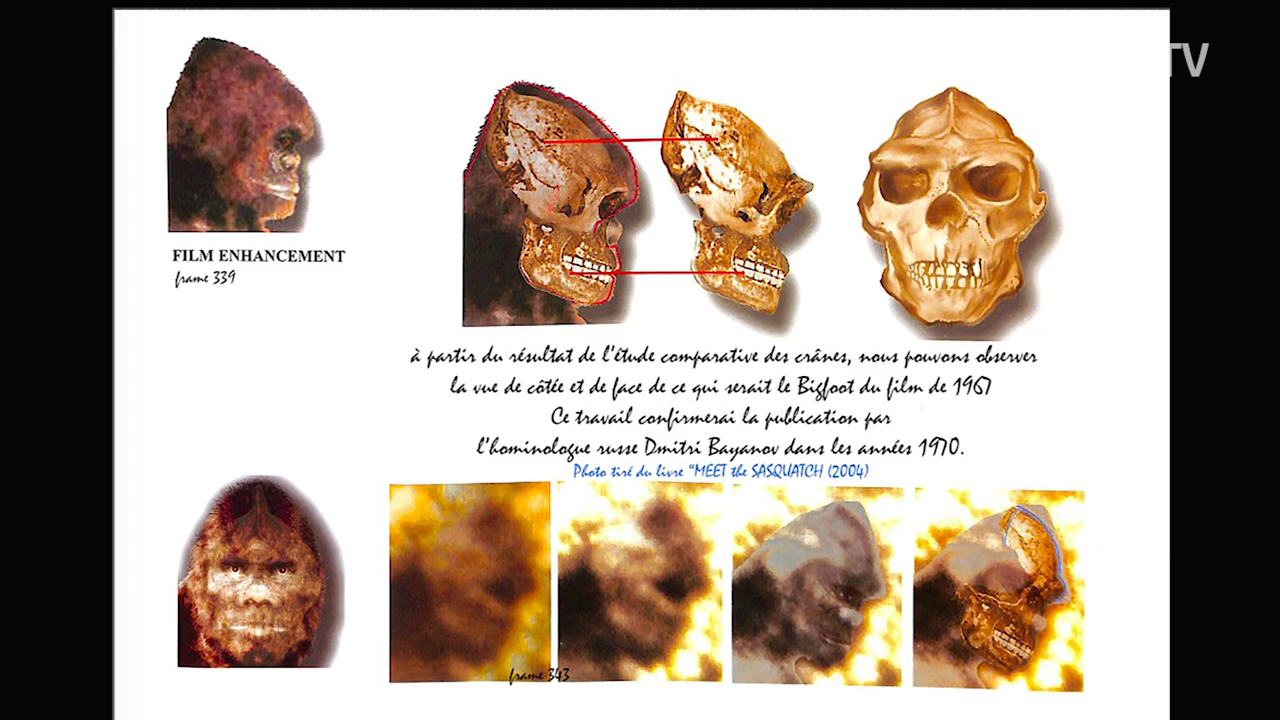 TV
FILM ENHANCEMENT
frame 339
à partir du résultat de l'étude comparative des crânes, nous pouvons observer
la vue de côtée et de face de ce qui serait le Bigfoot du film de 1967
Ce travail confirmerai la publication par
l'hominologue russe Dmitri Bayanov dans les années 1970.
Photo tiré du livre "MEET the SASQUATCH (2004)
frame 343